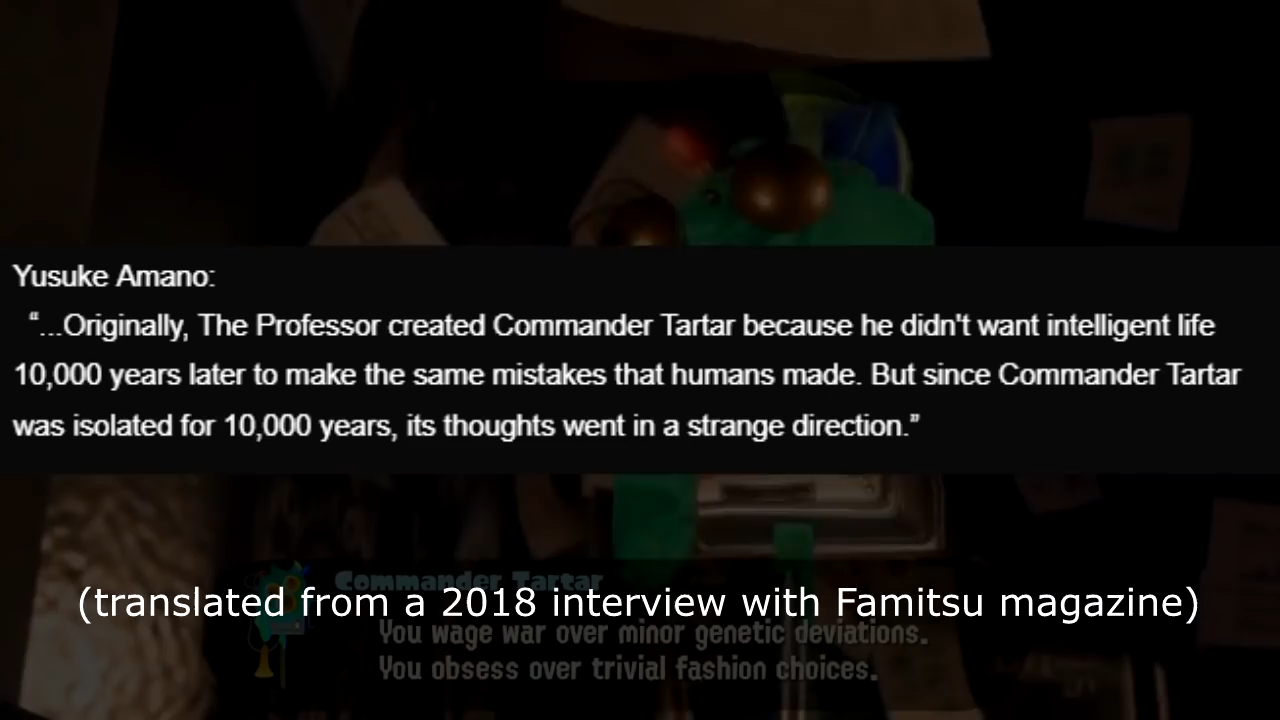 Yusuke Amano:
“...Originally, The Professor created Commander Tartar because he didn't want intelligent life
10,000 years later to make the same mistakes that humans made. But since Commander Tartar
was isolated for 10,000 years, its thoughts went in a strange direction.”
Commander Tartar
(translated from a 2018 interview with Famitsu magazine)
You wage war over minor genetic deviations.
You obsess over trivial fashion choices.